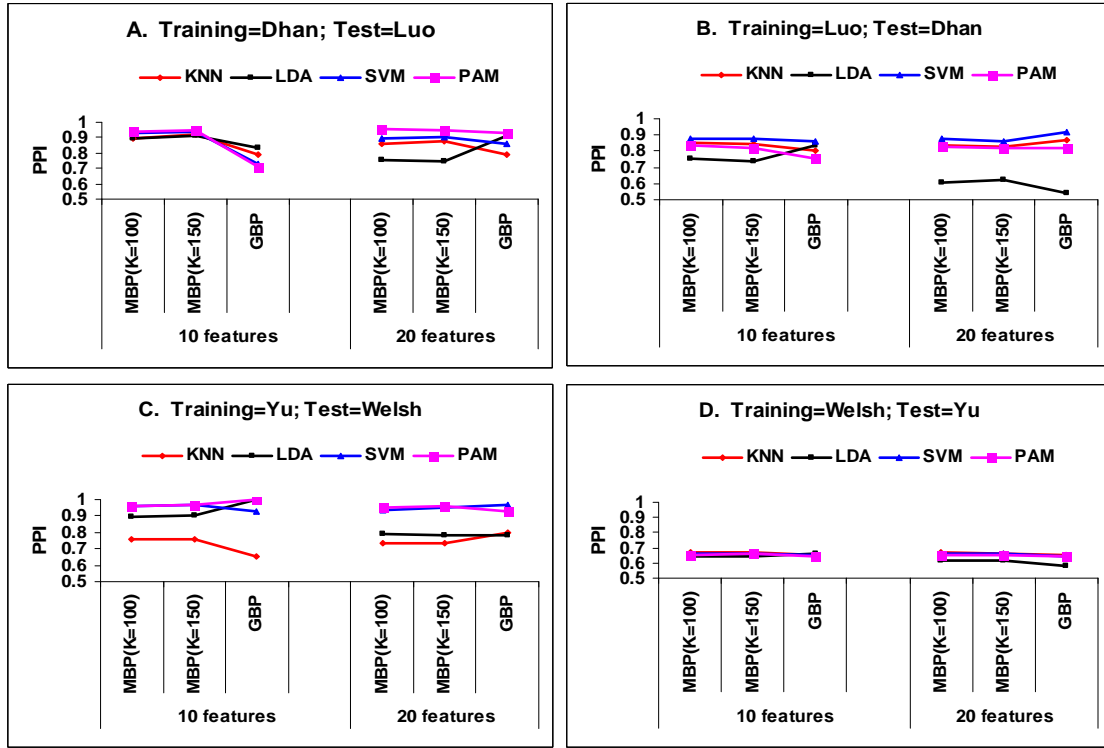 A. Training=Dhan; Test=Luo
KNN LDA SVM PAM
PPI
1
0.9
0.8
0.7
0.6
0.5
MBP(K=100)
MBP(K=150)
GBP
MBP(K=100)
MBP(K=150)
GBP
10 features
20 features
B. Training=Luo; Test=Dhan
KNN LDA SVM PAM
PPI
1
0.9
0.8
0.7
0.6
0.5
MBP(K=100)
MBP(K=150)
GBP
MBP(K=100)
MBP(K=150)
GBP
10 features
20 features
C. Training=Yu; Test=Welsh
KNN LDA SVM PAM
PPI
1
0.9
0.8
0.7
0.6
0.5
MBP(K=100)
MBP(K=150)
GBP
MBP(K=100)
MBP(K=150)
GBP
10 features
20 features
D. Training=Welsh; Test=Yu
KNN LDA SVM PAM
PPI
1
0.9
0.8
0.7
0.6
0.5
MBP(K=100)
MBP(K=150)
GBP
MBP(K=100)
MBP(K=150)
GBP
10 features
20 features